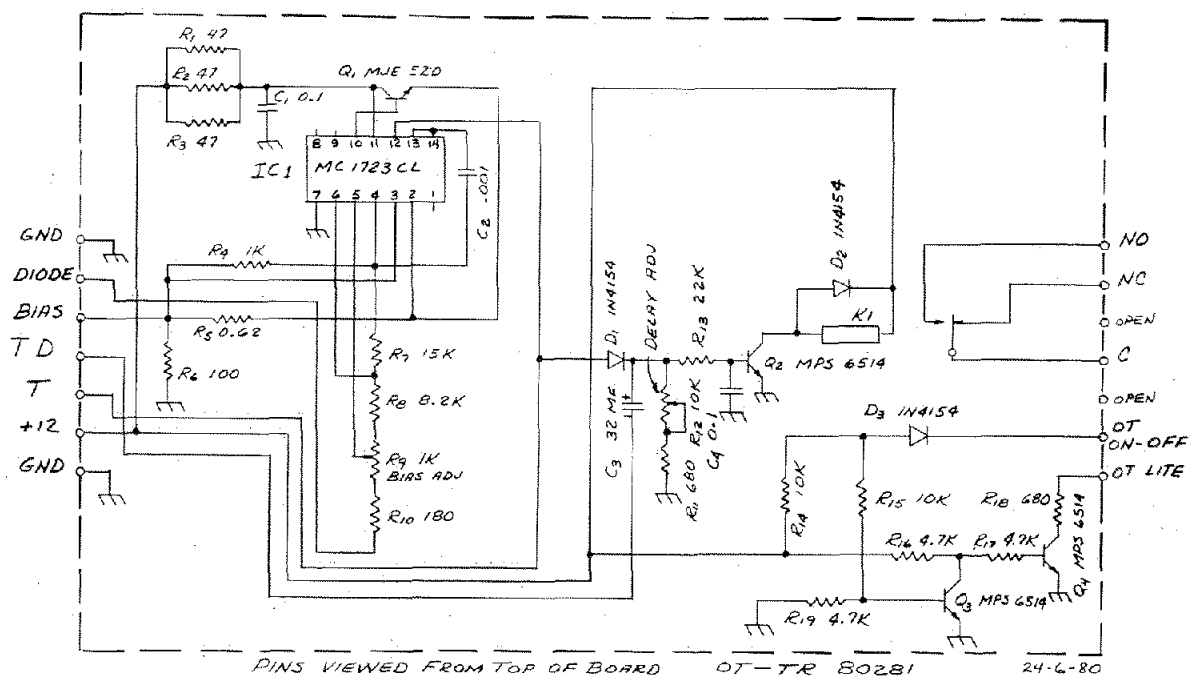 R1 47
R2 47
R3 47
C1 0.1
Q1 MJE 520
8 9 10 11 12 13 14
IC1
MC 1723 CL
7 6 5 4 3 2 1
C2 .001
GND
DIODE
BIAS
TD
T
+12
GND
R4 1K
R5 0.62
R6 100
R7 15K
R8 8.2K
R9 1K
BIAS ADJ
R10 180
D1 1N4154
DELAY ADJ
R13 22K
C3 32 MF
R11 680
R12 10K
C4 0.1
D2 1N4154
K1
Q2 MPS 6514
NO
NC
OPEN
C
OPEN
OT
ON-OFF
OT LITE
D3 1N4154
R14 10K
R15 10K
R18 680
R16 4.7K
R17 4.7K
Q4 MPS 6514
Q3 MPS 6514
R19 4.7K
PINS VIEWED FROM TOP OF BOARD
OT-TR 80281
24-6-80